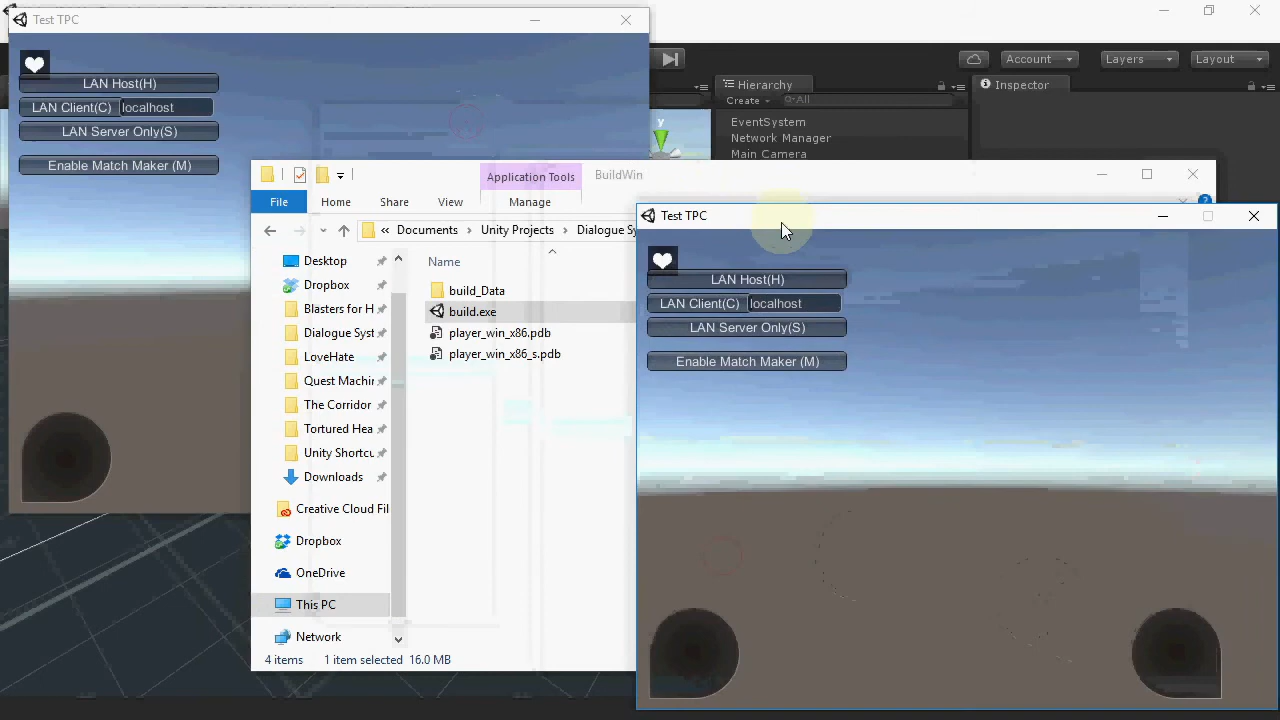 Test TPC
LAN Host(H)
LAN Client(C) localhost
LAN Server Only(S)
Enable Match Maker (M)
Account
Layers
Layout
Hierarchy
Inspector
Create
All
EventSystem
Network Manager
Main Camera
y
Application Tools
BuildWin
File
Home
Share
View
Manage
« Documents > Unity Projects > Dialogue Sy
Name
Desktop
Dropbox
Blasters for H
Dialogue Syst
LoveHate
Quest Machin
The Corridor
Tortured Hea
Unity Shortcu
Downloads
Creative Cloud Fil
Dropbox
OneDrive
This PC
Network
build_Data
build.exe
player_win_x86.pdb
player_win_x86_s.pdb
4 items 1 item selected 16.0 MB
Test TPC
LAN Host(H)
LAN Client(C) localhost
LAN Server Only(S)
Enable Match Maker (M)